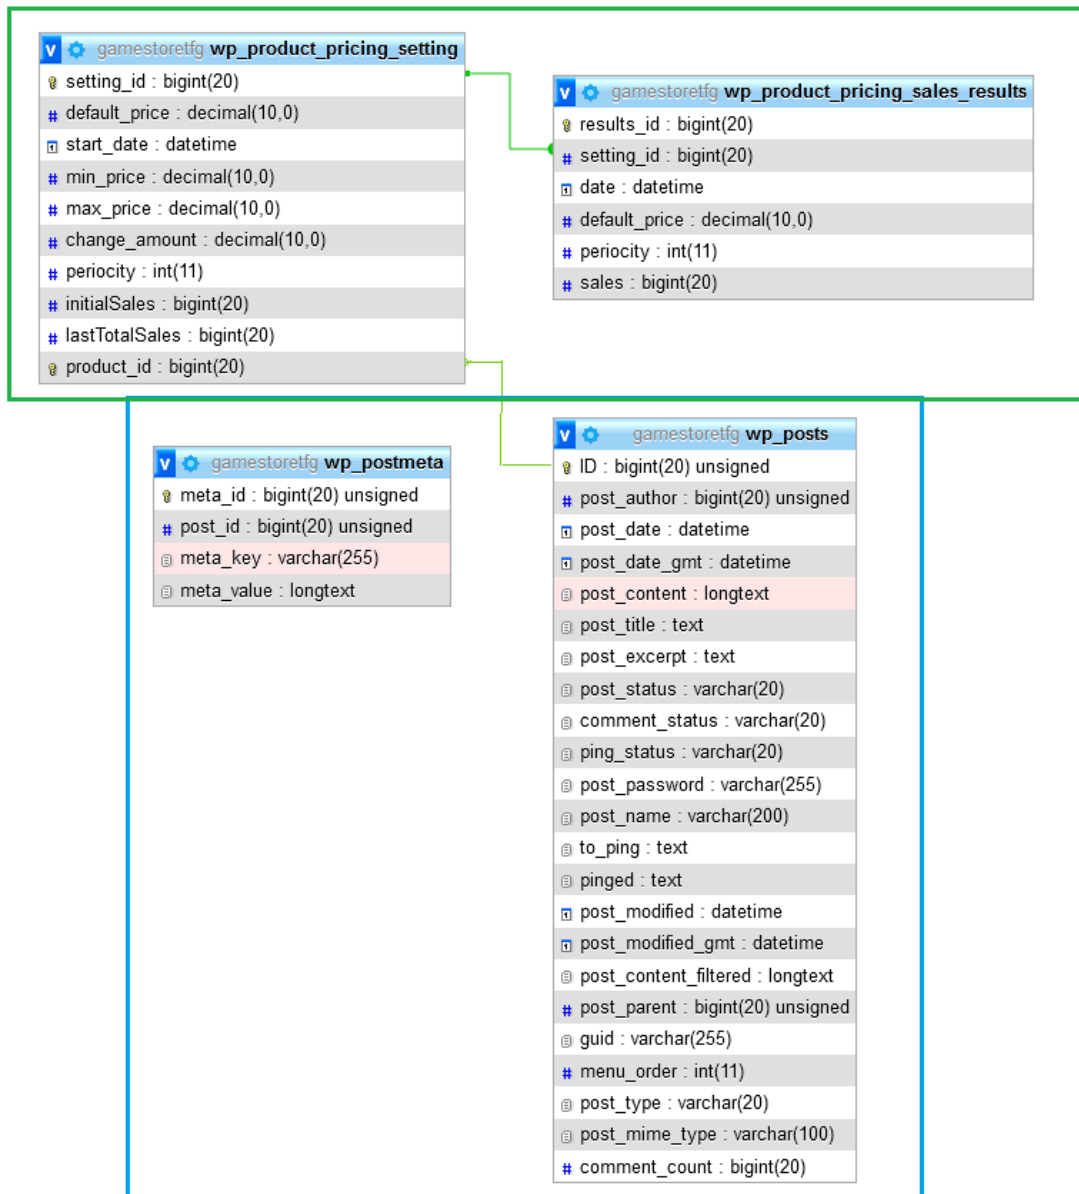 gamestoretfg wp_product_pricing_setting
setting_id : bigint(20)
default_price : decimal(10,0)
start_date : datetime
min_price : decimal(10,0)
max_price : decimal(10,0)
change_amount : decimal(10,0)
periocity : int(11)
initialSales : bigint(20)
lastTotalSales : bigint(20)
product_id : bigint(20)
gamestoretfg wp_product_pricing_sales_results
results_id : bigint(20)
setting_id : bigint(20)
date : datetime
default_price : decimal(10,0)
periocity : int(11)
sales : bigint(20)
gamestoretfg wp_postmeta
meta_id : bigint(20) unsigned
post_id : bigint(20) unsigned
meta_key : varchar(255)
meta_value : longtext
gamestoretfg wp_posts
ID : bigint(20) unsigned
post_author : bigint(20) unsigned
post_date : datetime
post_date_gmt : datetime
post_content : longtext
post_title : text
post_excerpt : text
post_status : varchar(20)
comment_status : varchar(20)
ping_status : varchar(20)
post_password : varchar(255)
post_name : varchar(200)
to_ping : text
pinged : text
post_modified : datetime
post_modified_gmt : datetime
post_content_filtered : longtext
post_parent : bigint(20) unsigned
guid : varchar(255)
menu_order : int(11)
post_type : varchar(20)
post_mime_type : varchar(100)
comment_count : bigint(20)